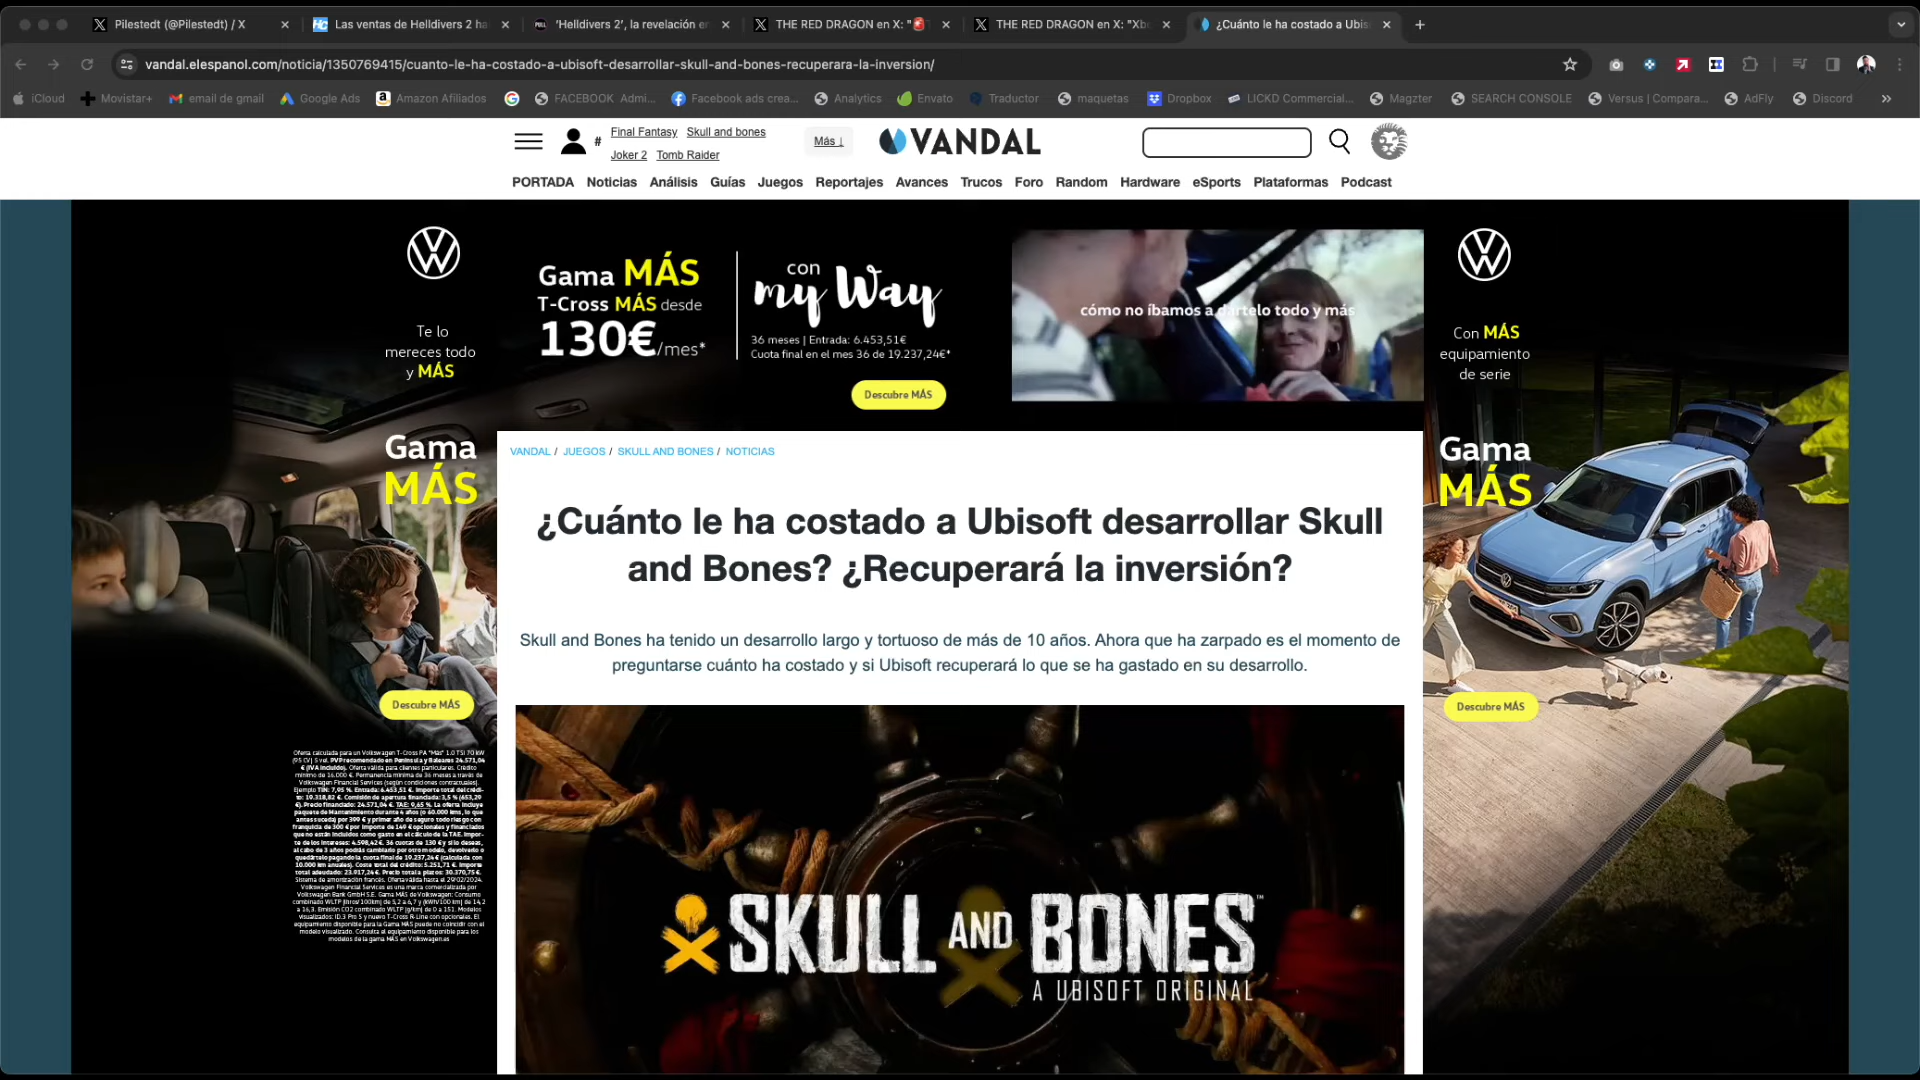 Pilestedt (@Pilestedt) / X
Las ventas de Helldivers 2 ha
'Helldivers 2', la revelación e
THE RED DRAGON en X: "🚨
THE RED DRAGON en X: "Xb
¿Cuánto le ha costado a Ubis
vandal.elespanol.com/noticia/1350769415/cuanto-le-ha-costado-a-ubisoft-desarrollar-skull-and-bones-recuperara-la-inversion/
iCloud
Movistar+
email de gmail
Google Ads
Amazon Afiliados
FACEBOOK Admi...
Facebook ads crea...
Analytics
Envato
Traductor
maquetas
Dropbox
LICKD Commercial...
Magzter
SEARCH CONSOLE
Versus | Compara...
AdFly
Discord
# Final Fantasy Skull and bones
Joker 2 Tomb Raider
Más ↓
VANDAL
PORTADA Noticias Análisis Guías Juegos Reportajes Avances Trucos Foro Random Hardware eSports Plataformas Podcast
Te lo
mereces todo
y MÁS
Gama
MÁS
Descubre MÁS
Gama MÁS
T-Cross MÁS desde
130€/mes*
con
my Way
36 meses | Entrada: 6.453,51€
Cuota final en el mes 36 de 19.237,24€*
Descubre MÁS
cómo no íbamos a dártelo todo y más
Con MÁS
equipamiento
de serie
Gama
MÁS
Descubre MÁS
VANDAL / JUEGOS / SKULL AND BONES / NOTICIAS
¿Cuánto le ha costado a Ubisoft desarrollar Skull
and Bones? ¿Recuperará la inversión?
Skull and Bones ha tenido un desarrollo largo y tortuoso de más de 10 años. Ahora que ha zarpado es el momento de
preguntarse cuánto ha costado y si Ubisoft recuperará lo que se ha gastado en su desarrollo.
SKULL AND BONES™
A UBISOFT ORIGINAL